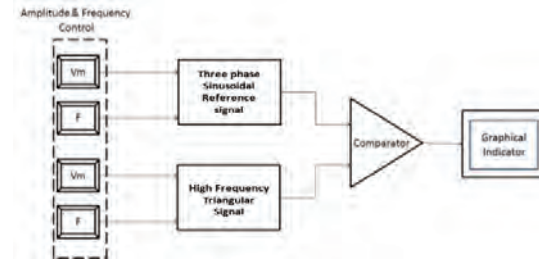 Amplitude & Frequency
Control
Vm
F
Vm
F
Three phase
Sinusoidal
Reference
signal
High Frequency
Triangular
Signal
Comparator
Graphical
Indicator